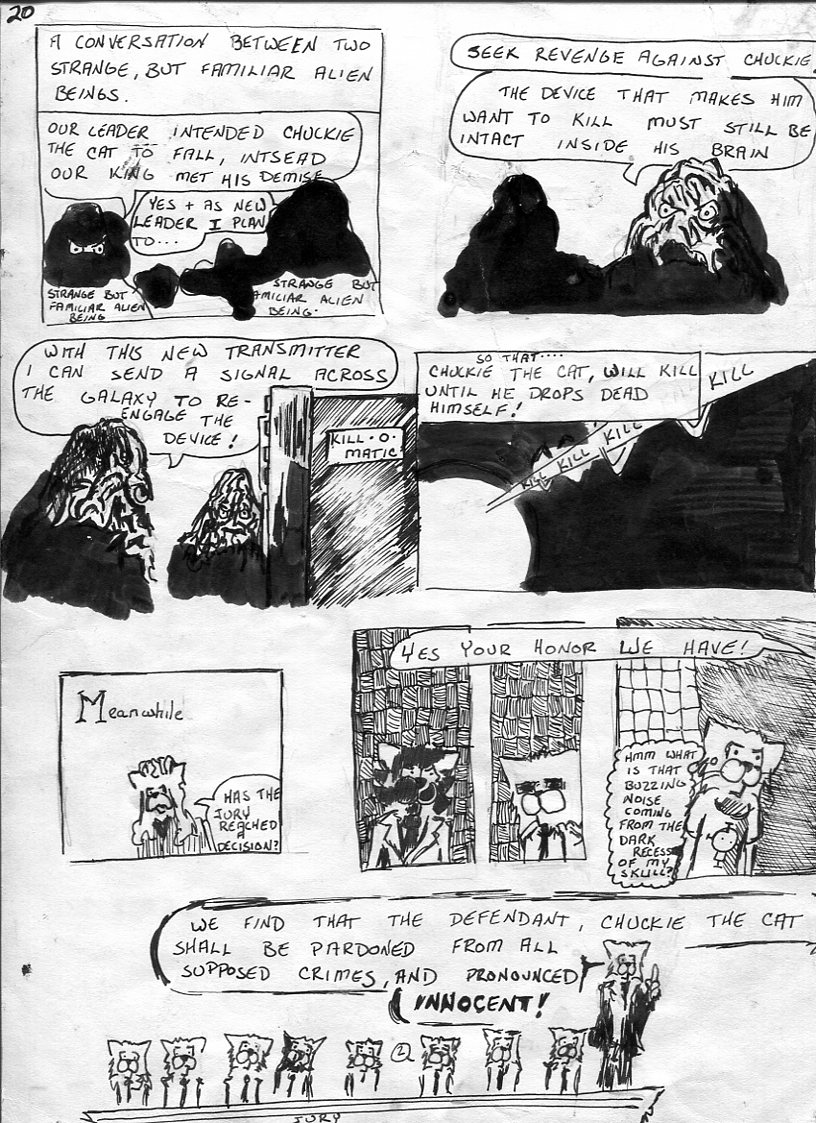 20
A CONVERSATION BETWEEN TWO
STRANGE, BUT FAMILIAR ALIEN
BEINGS.
OUR LEADER INTENDED CHUCKIE
THE CAT TO FALL, INTSEAD
OUR KING MET HIS DEMISE
YES + AS NEW
LEADER I PLAN
TO...
STRANGE BUT
FAMILIAR ALIEN
BEING
STRANGE BUT
FAMILIAR ALIEN
BEING.
SEEK REVENGE AGAINST CHUCKIE!
THE DEVICE THAT MAKES HIM
WANT TO KILL MUST STILL BE
INTACT INSIDE HIS BRAIN
WITH THIS NEW TRANSMITTER
I CAN SEND A SIGNAL ACROSS
THE GALAXY TO RE-
ENGAGE THE
DEVICE!
KILL-O-
MATIC
SO THAT....
CHUCKIE THE CAT, WILL KILL
UNTIL HE DROPS DEAD
HIMSELF!
KILL KILL KILL KILL KILL
Meanwhile
HAS THE
JURY
REACHED
A
DECISION?
YES YOUR HONOR WE HAVE!
HMM WHAT
IS THAT
BUZZING
NOISE
COMING
FROM THE
DARK
RECESS
OF MY
SKULL?
WE FIND THAT THE DEFENDANT, CHUCKIE THE CAT
SHALL BE PARDONED FROM ALL
SUPPOSED CRIMES, AND PRONOUNCED
INNOCENT!
2
JURY